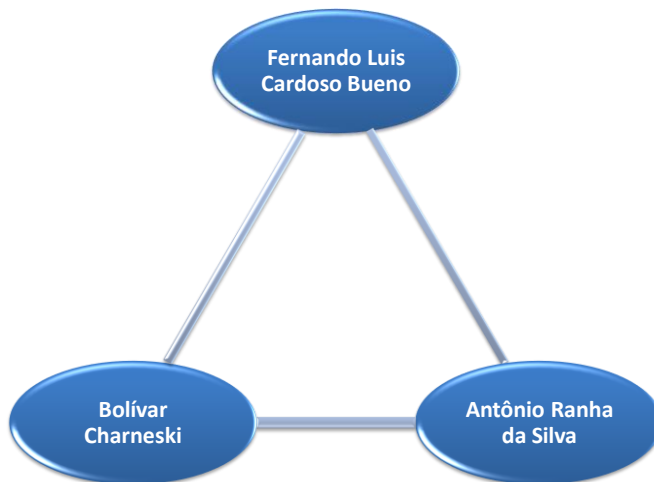 Fernando Luis
Cardoso Bueno
Bolívar
Charneski
Antônio Ranha
da Silva